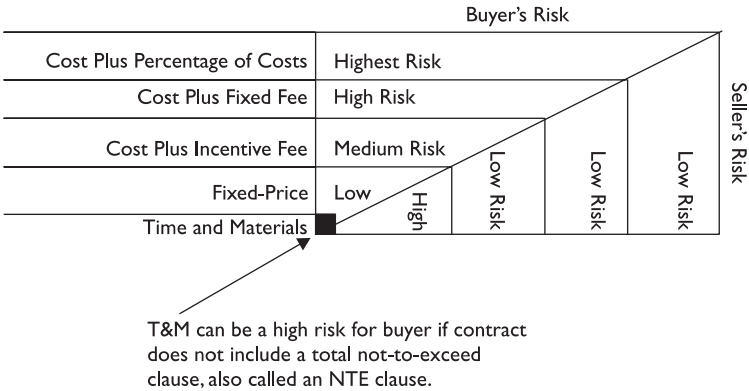 Buyer’s Risk
Cost Plus Percentage of Costs
Highest Risk
Cost Plus Fixed Fee
High Risk
Cost Plus Incentive Fee
Medium Risk
Fixed-Price
Low
Time and Materials
High
Low Risk
Low Risk
Low Risk
Seller’s Risk
T&M can be a high risk for buyer if contract
does not include a total not-to-exceed
clause, also called an NTE clause.